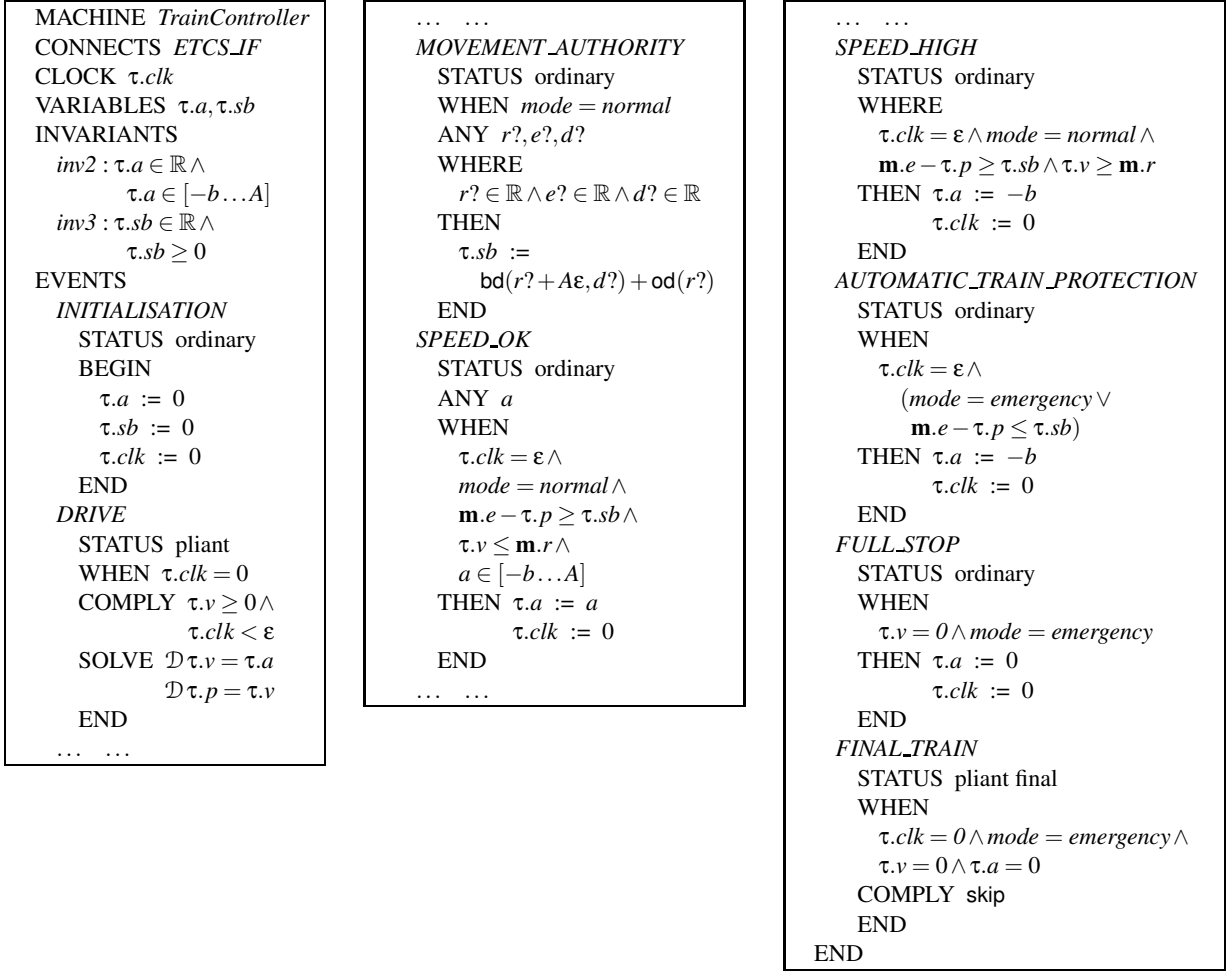 MACHINE TrainController
CONNECTS ETCS_IF
CLOCK τ.clk
VARIABLES τ.a,τ.sb
INVARIANTS
inv2 : τ.a ∈ ℝ ∧
τ.a ∈ [−b…A]
inv3 : τ.sb ∈ ℝ ∧
τ.sb ≥ 0
EVENTS
INITIALISATION
STATUS ordinary
BEGIN
τ.a := 0
τ.sb := 0
τ.clk := 0
END
DRIVE
STATUS pliant
WHEN τ.clk = 0
COMPLY τ.v ≥ 0 ∧
τ.clk < ε
SOLVE 𝒟 τ.v = τ.a
𝒟 τ.p = τ.v
END
… …
… …
MOVEMENT_AUTHORITY
STATUS ordinary
WHEN mode = normal
ANY r?,e?,d?
WHERE
r? ∈ ℝ ∧ e? ∈ ℝ ∧ d? ∈ ℝ
THEN
τ.sb :=
bd(r? + Aε,d?) + od(r?)
END
SPEED_OK
STATUS ordinary
ANY a
WHEN
τ.clk = ε ∧
mode = normal ∧
m.e − τ.p ≥ τ.sb ∧
τ.v ≤ m.r ∧
a ∈ [−b…A]
THEN τ.a := a
τ.clk := 0
END
… …
… …
SPEED_HIGH
STATUS ordinary
WHERE
τ.clk = ε ∧ mode = normal ∧
m.e − τ.p ≥ τ.sb ∧ τ.v ≥ m.r
THEN τ.a := −b
τ.clk := 0
END
AUTOMATIC_TRAIN_PROTECTION
STATUS ordinary
WHEN
τ.clk = ε ∧
(mode = emergency ∨
m.e − τ.p ≤ τ.sb)
THEN τ.a := −b
τ.clk := 0
END
FULL_STOP
STATUS ordinary
WHEN
τ.v = 0 ∧ mode = emergency
THEN τ.a := 0
τ.clk := 0
END
FINAL_TRAIN
STATUS pliant final
WHEN
τ.clk = 0 ∧ mode = emergency ∧
τ.v = 0 ∧ τ.a = 0
COMPLY skip
END
END